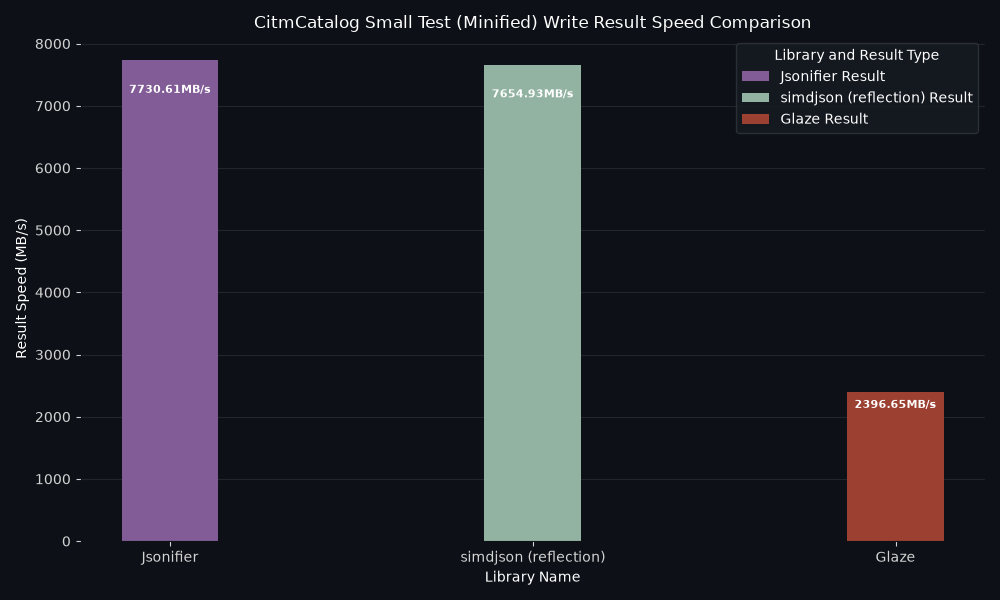 CitmCatalog Small Test (Minified) Write Result Speed Comparison
Library and Result Type
Jsonifier Result
simdjson (reflection) Result
Glaze Result
Result Speed (MB/s)
8000
7000
6000
5000
4000
3000
2000
1000
0
7730.61MB/s
7654.93MB/s
2396.65MB/s
Jsonifier
simdjson (reflection)
Glaze
Library Name